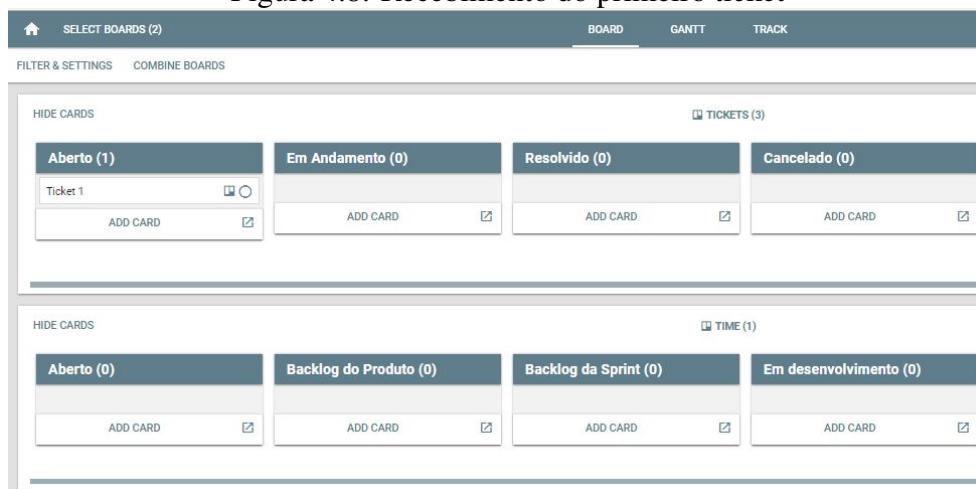 Figura 4.8: Recebimento do primeiro ticket
SELECT BOARDS (2) BOARD GANTT TRACK
FILTER & SETTINGS COMBINE BOARDS
HIDE CARDS TICKETS (3)
Aberto (1) Em Andamento (0) Resolvido (0) Cancelado (0)
Ticket 1
ADD CARD ADD CARD ADD CARD ADD CARD
HIDE CARDS TIME (1)
Aberto (0) Backlog do Produto (0) Backlog da Sprint (0) Em desenvolvimento (0)
ADD CARD ADD CARD ADD CARD ADD CARD